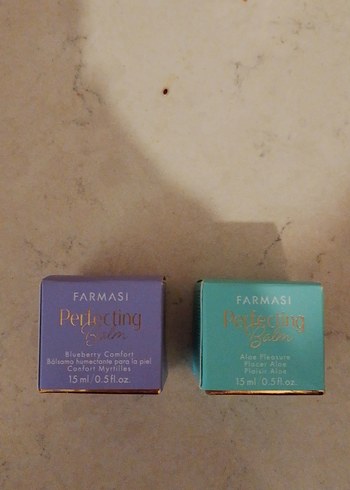 FARMASI
Perfecting
Balm
Blueberry Comfort
Bálsamo humectante para la piel
Confort Myrtilles
15 ml / 0.5 fl. oz.
FARMASI
Perfecting
Balm
Aloe Pleasure
Placer Aloe
Plaisir Aloe
15 ml / 0.5 fl. oz.